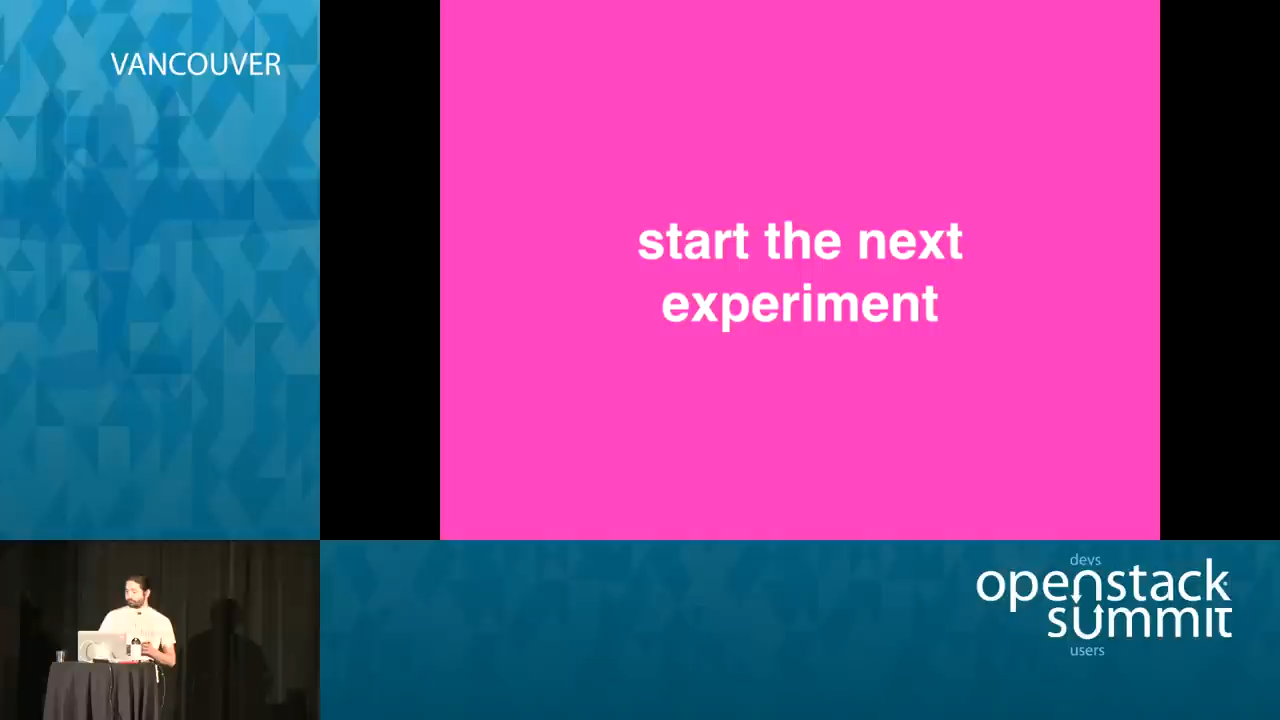 VANCOUVER
start the next
experiment
devs
openstack
summit
users